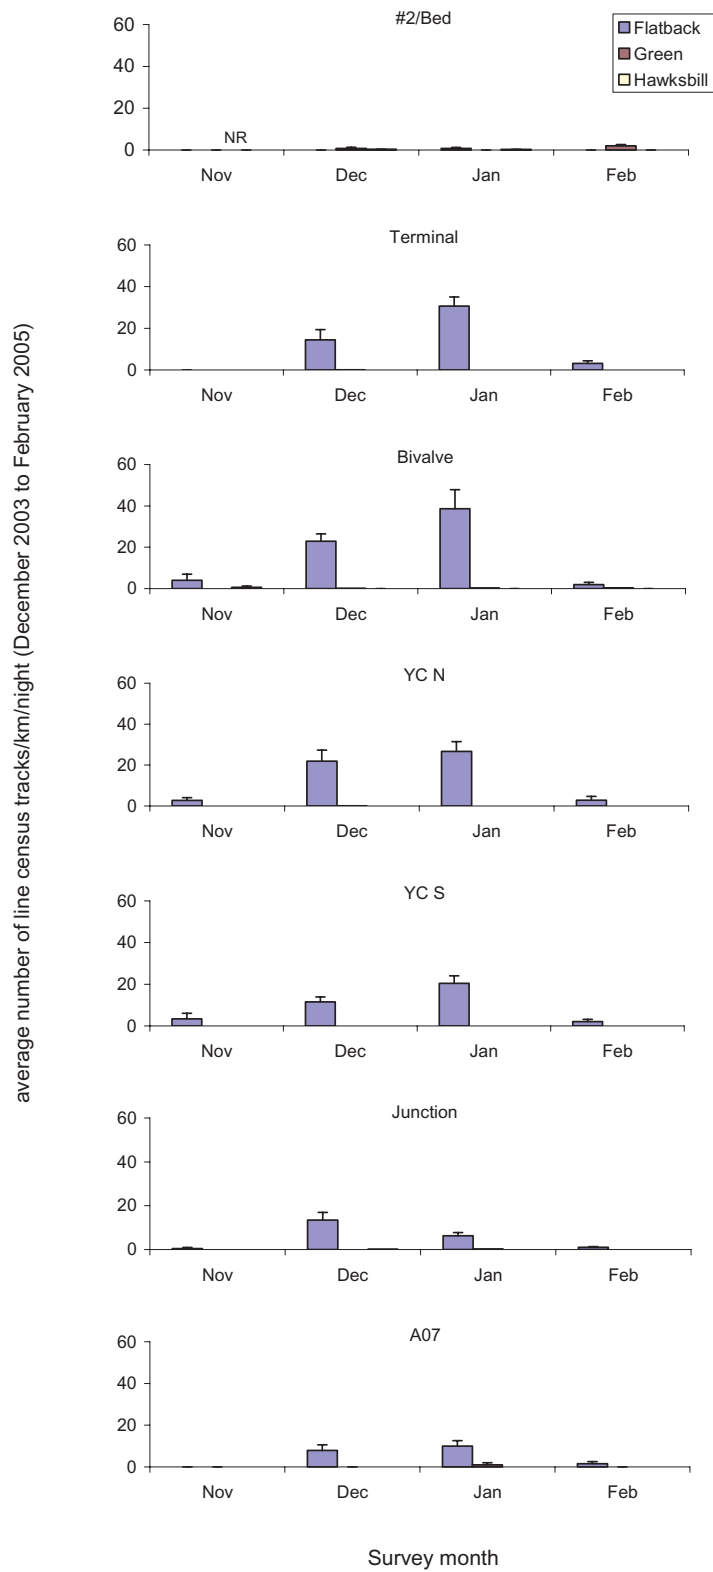 #2/Bed
Flatback
Green
Hawksbill
60
40
20
0
NR
Nov Dec Jan Feb
Terminal
60
40
20
0
Nov Dec Jan Feb
Bivalve
60
40
20
0
Nov Dec Jan Feb
YC N
60
40
20
0
Nov Dec Jan Feb
YC S
60
40
20
0
Nov Dec Jan Feb
Junction
60
40
20
0
Nov Dec Jan Feb
A07
60
40
20
0
Nov Dec Jan Feb
average number of line census tracks/km/night (December 2003 to February 2005)
Survey month